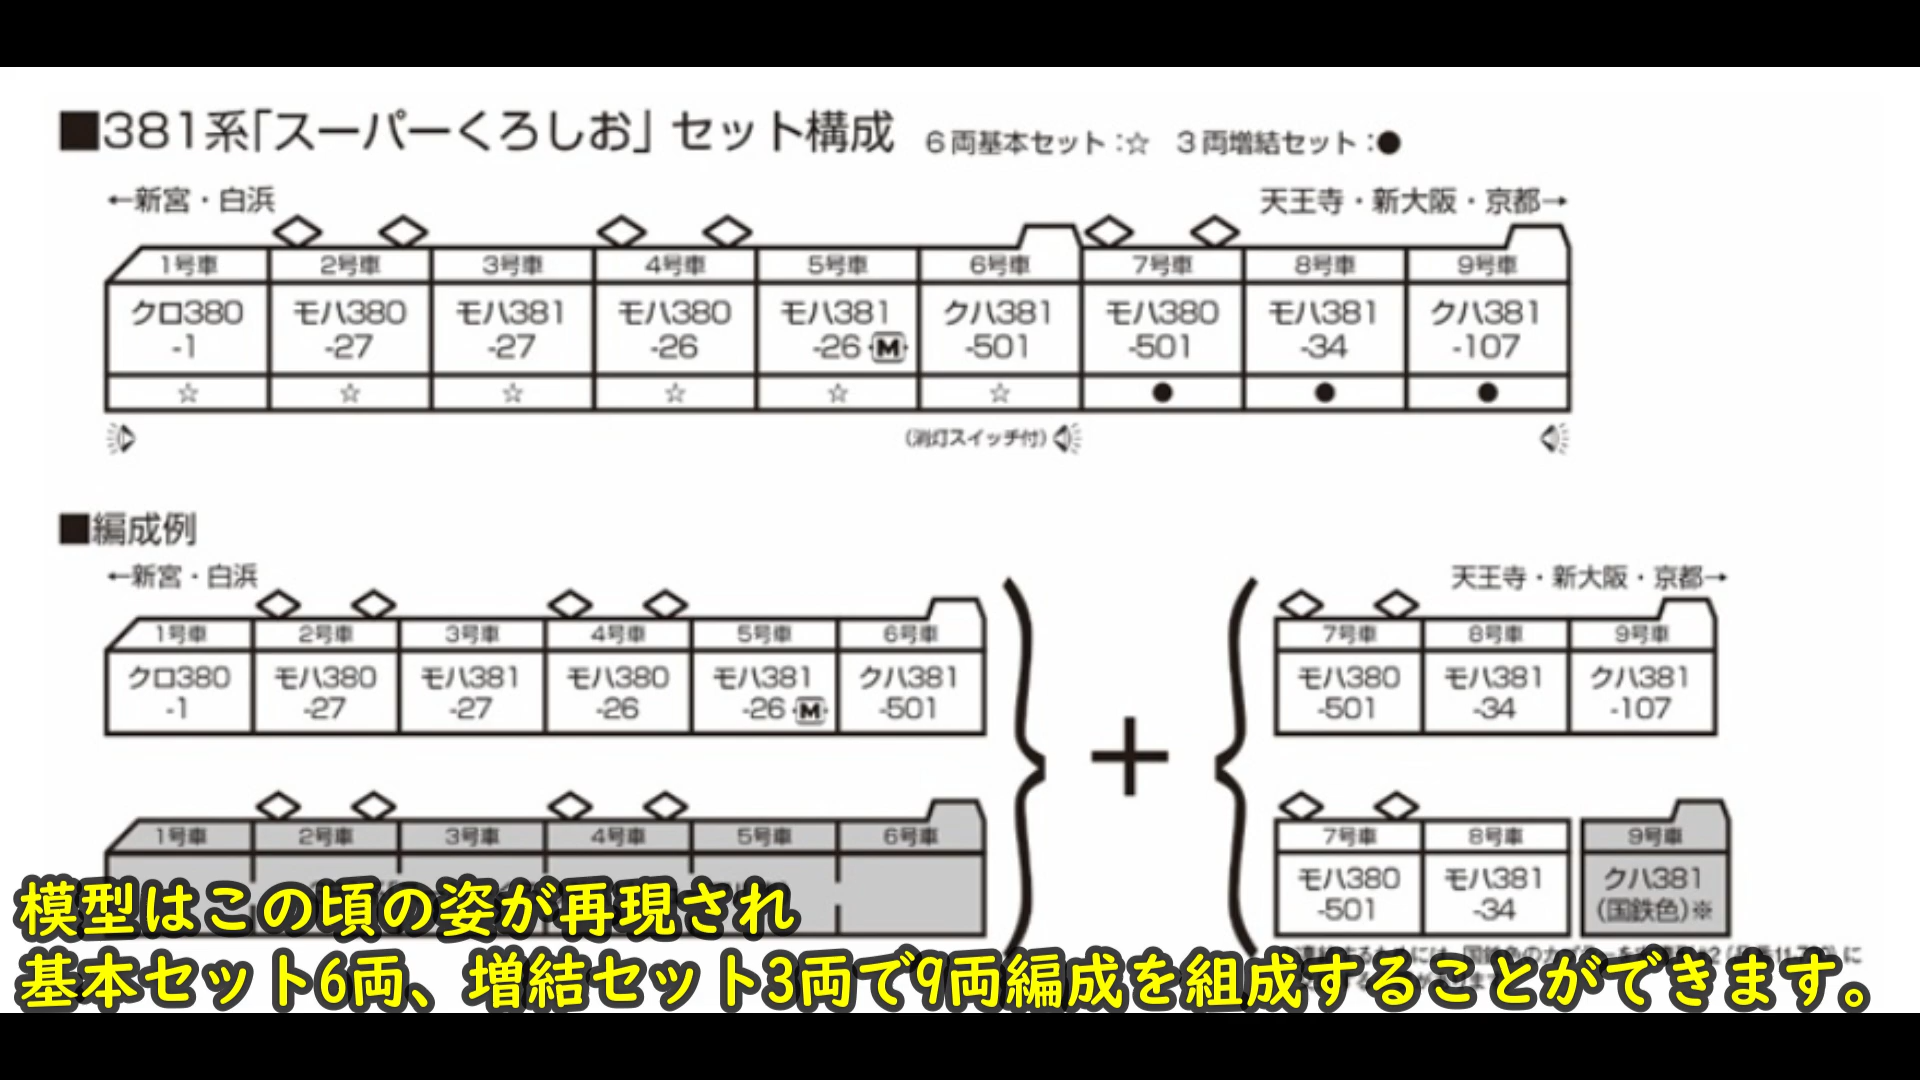 ■381系「スーパーくろしお」セット構成 6両基本セット：☆ 3両増結セット：●
←新宮・白浜 天王寺・新大阪・京都→
1号車 2号車 3号車 4号車 5号車 6号車 7号車 8号車 9号車
クロ380 モハ380 モハ381 モハ380 モハ381 クハ381 モハ380 モハ381 クハ381
-1 -27 -27 -26 -26 M -501 -501 -34 -107
☆ ☆ ☆ ☆ ☆ ☆ ● ● ●
(消灯スイッチ付)
■編成例
←新宮・白浜 天王寺・新大阪・京都→
1号車 2号車 3号車 4号車 5号車 6号車 7号車 8号車 9号車
クロ380 モハ380 モハ381 モハ380 モハ381 クハ381 モハ380 モハ381 クハ381
-1 -27 -27 -26 -26 M -501 -501 -34 -107
+
1号車 2号車 3号車 4号車 5号車 6号車 7号車 8号車 9号車
モハ380 モハ381 クハ381
-501 -34 (国鉄色)※
模型はこの頃の姿が再現され
基本セット6両、増結セット3両で9両編成を組成することができます。